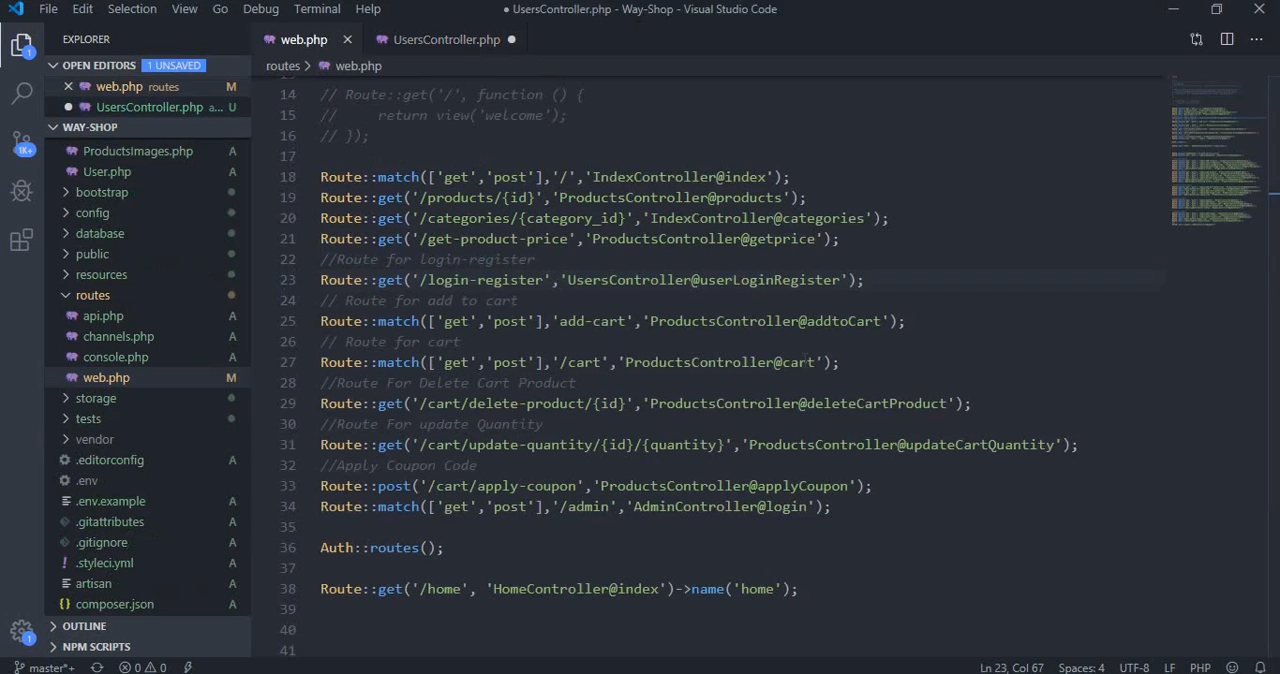 File Edit Selection View Go Debug Terminal Help
● UsersController.php - Way-Shop - Visual Studio Code
EXPLORER
OPEN EDITORS 1 UNSAVED
web.php routes M
UsersController.php a... U
WAY-SHOP
ProductsImages.php A
User.php A
bootstrap
config
database
public
resources
routes
api.php A
channels.php A
console.php A
web.php M
storage
tests
vendor
.editorconfig A
.env
.env.example A
.gitattributes A
.gitignore A
.styleci.yml A
artisan A
composer.json A
OUTLINE
NPM SCRIPTS
1
1K+
1
web.php
UsersController.php
routes > web.php
14 // Route::get('/', function () {
15 //     return view('welcome');
16 // });
17
18 Route::match(['get','post'],'/','IndexController@index');
19 Route::get('/products/{id}','ProductsController@products');
20 Route::get('/categories/{category_id}','IndexController@categories');
21 Route::get('/get-product-price','ProductsController@getprice');
22 //Route for login-register
23 Route::get('/login-register','UsersController@userLoginRegister');
24 // Route for add to cart
25 Route::match(['get','post'],'add-cart','ProductsController@addtoCart');
26 // Route for cart
27 Route::match(['get','post'],'/cart','ProductsController@cart');
28 //Route For Delete Cart Product
29 Route::get('/cart/delete-product/{id}','ProductsController@deleteCartProduct');
30 //Route For update Quantity
31 Route::get('/cart/update-quantity/{id}/{quantity}','ProductsController@updateCartQuantity');
32 //Apply Coupon Code
33 Route::post('/cart/apply-coupon','ProductsController@applyCoupon');
34 Route::match(['get','post'],'/admin','AdminController@login');
35
36 Auth::routes();
37
38 Route::get('/home', 'HomeController@index')->name('home');
39
40
41
master*+ 0 0
Ln 23, Col 67 Spaces: 4 UTF-8 LF PHP